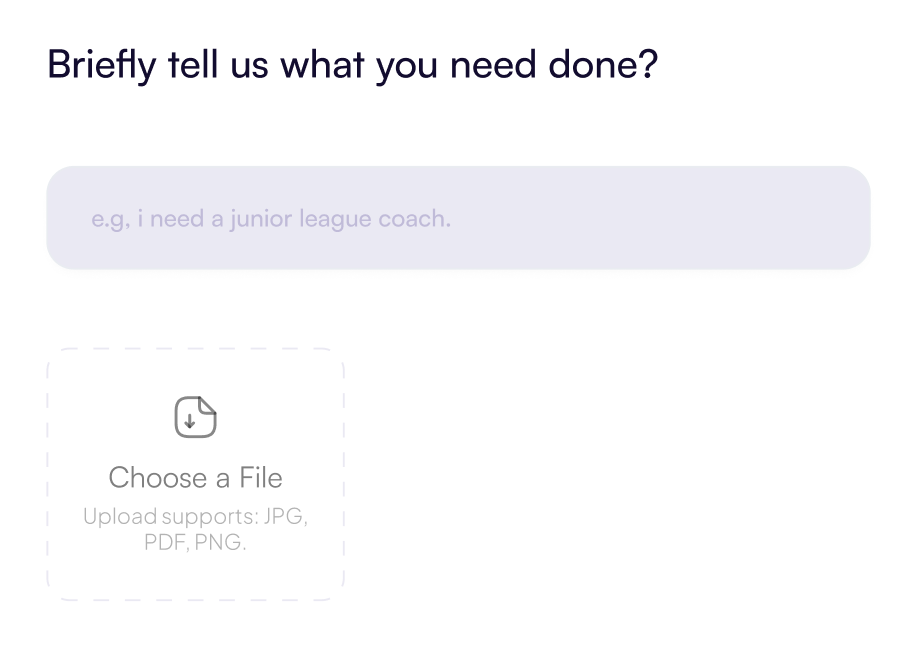 Briefly tell us what you need done?
e.g, i need a junior league coach.
Choose a File
Upload supports: JPG,
PDF, PNG.